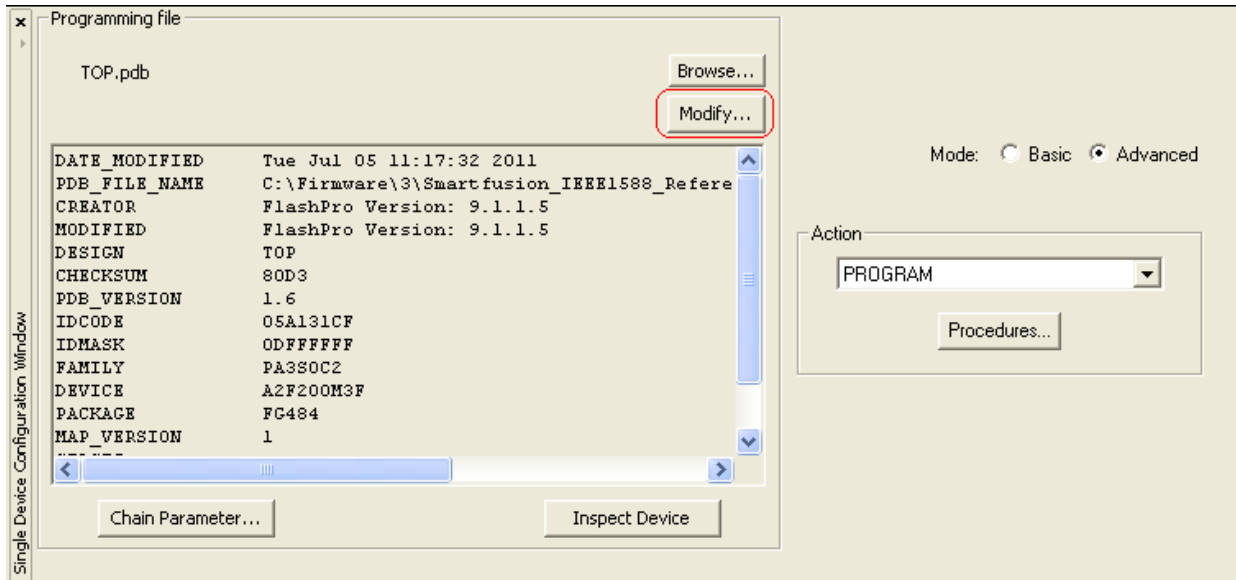 Programming file
TOP.pdb
Browse...
Modify...
DATE_MODIFIED Tue Jul 05 11:17:32 2011
PDB_FILE_NAME C:\Firmware\3\Smartfusion_IEEE1588_Refere
CREATOR FlashPro Version: 9.1.1.5
MODIFIED FlashPro Version: 9.1.1.5
DESIGN TOP
CHECKSUM 80D3
PDB_VERSION 1.6
IDCODE 05A131CF
IDMASK 0DFFFFFF
FAMILY PA3SOC2
DEVICE A2F200M3F
PACKAGE FG484
MAP_VERSION 1
Chain Parameter...
Inspect Device
Mode: Basic Advanced
Action
PROGRAM
Procedures...
Single Device Configuration Window